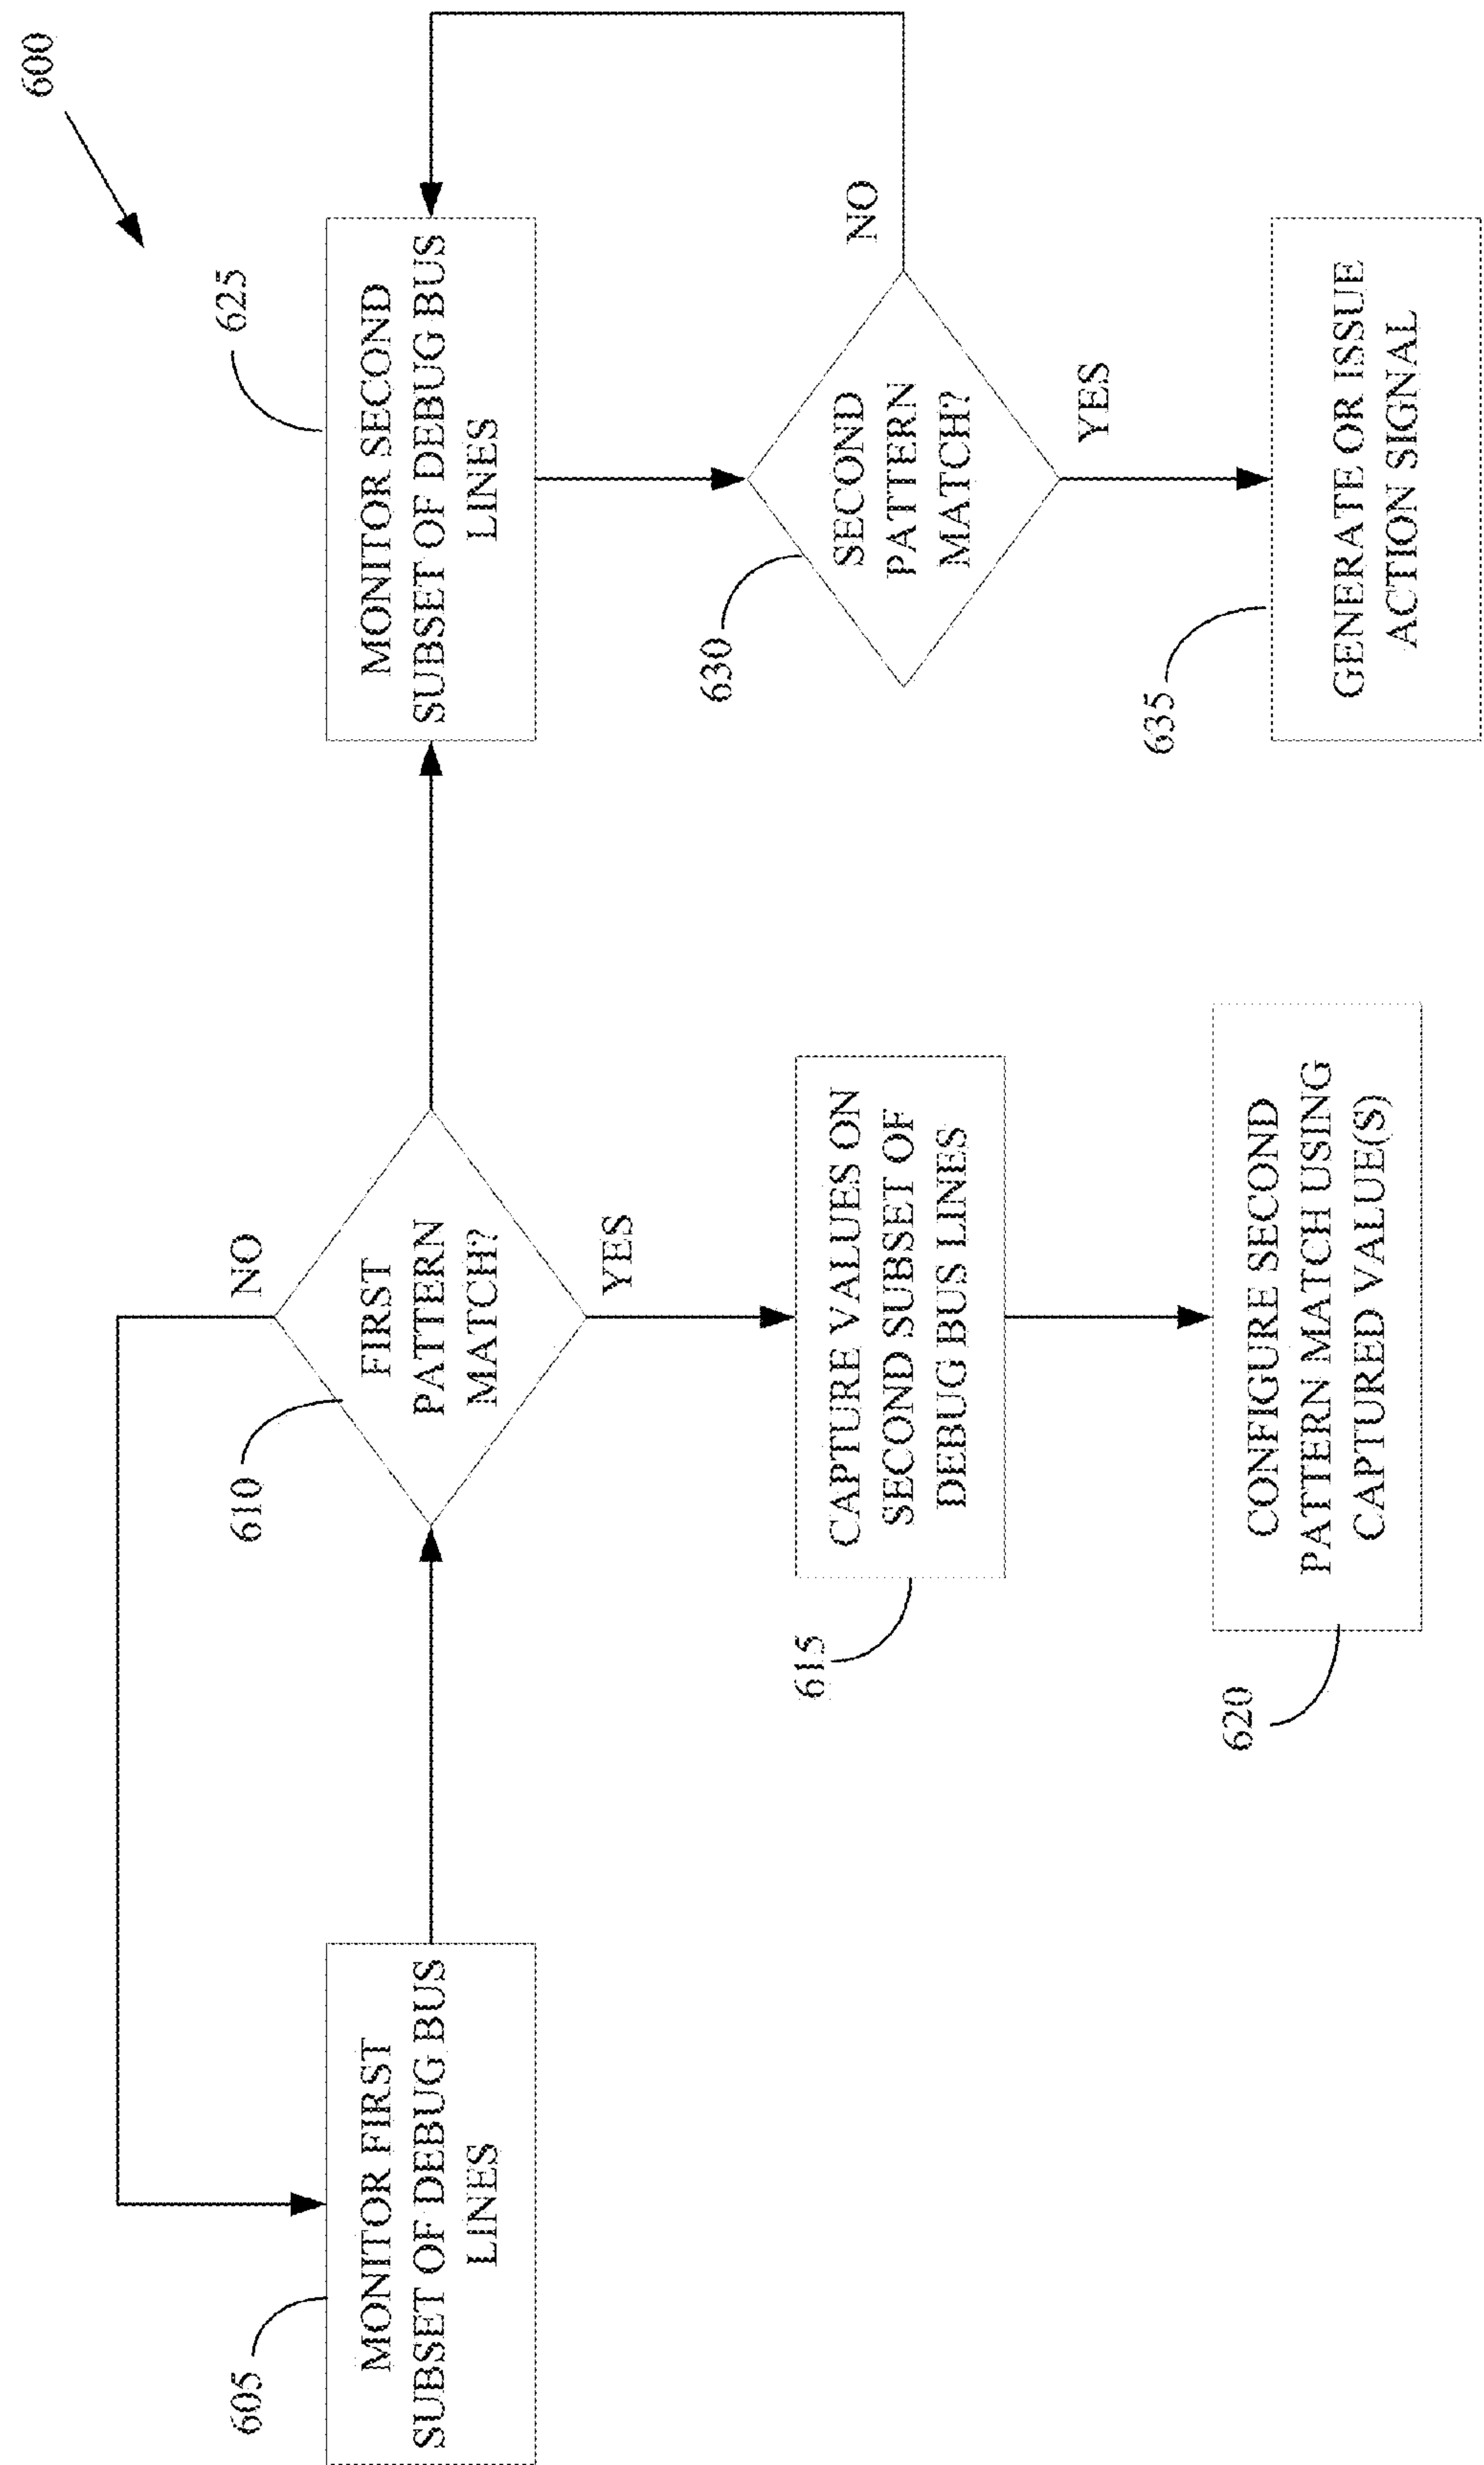 600
605
MONITOR FIRST
SUBSET OF DEBUG BUS
LINES
610
NO
FIRST
PATTERN
MATCH?
YES
615
CAPTURE VALUES ON
SECOND SUBSET OF
DEBUG BUS LINES
620
CONFIGURE SECOND
PATTERN MATCH USING
CAPTURED VALUE(S)
625
MONITOR SECOND
SUBSET OF DEBUG BUS
LINES
630
SECOND
PATTERN
MATCH?
NO
YES
635
GENERATE OR ISSUE
ACTION SIGNAL